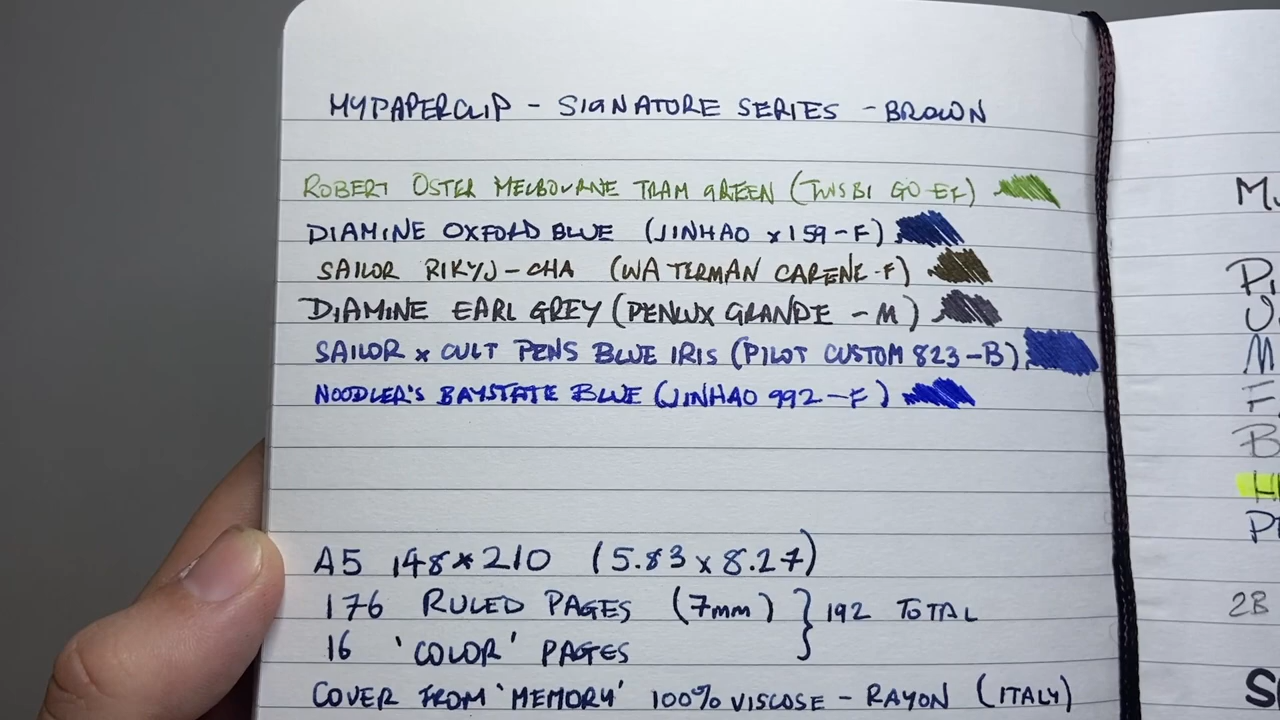 MYPAPERCLIP - SIGNATURE SERIES - BROWN
ROBERT OSTER MELBOURNE TRAM GREEN (TWSBI GO-EF)
DIAMINE OXFORD BLUE (JINHAO X159-F)
SAILOR RIKYU-CHA (WATERMAN CARENE-F)
DIAMINE EARL GREY (PENLUX GRANDE - M)
SAILOR X CULT PENS BLUE IRIS (PILOT CUSTOM 823-B)
NOODLER'S BAYSTATE BLUE (JINHAO 992-F)
A5 148x210 (5.83 x 8.27)
176 RULED PAGES (7mm) } 192 TOTAL
16 'COLOR' PAGES
COVER FROM 'MEMORY' 100% VISCOSE - RAYON (ITALY)
2B